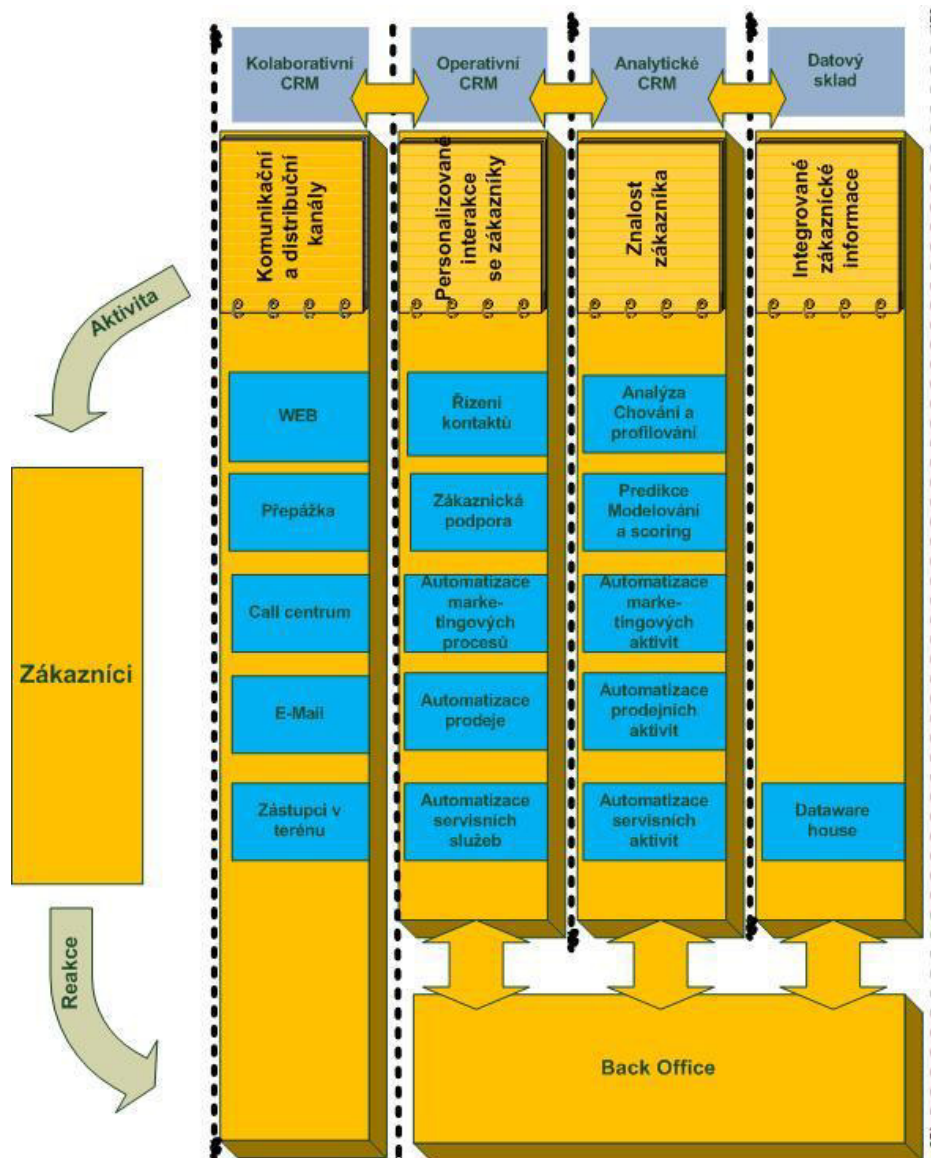 Kolaborativní
CRM
Operativní
CRM
Analytické
CRM
Datový
sklad
Komunikační
a distribuční
kanály
Personalizované
interakce
se zákazníky
Znalost
zákazníka
Integrované
zákaznické
informace
Aktivita
WEB
Řízení
kontaktů
Analýza
Chování a
profilování
Přepážka
Zákaznická
podpora
Predikce
Modelování
a scoring
Call centrum
Automatizace
marke-
tingových
procesů
Automatizace
marke-
tingových
aktivit
Zákazníci
E-Mail
Automatizace
prodeje
Automatizace
prodejních
aktivit
Zástupci v
terénu
Automatizace
servisních
služeb
Automatizace
servisních
aktivit
Dataware
house
Reakce
Back Office